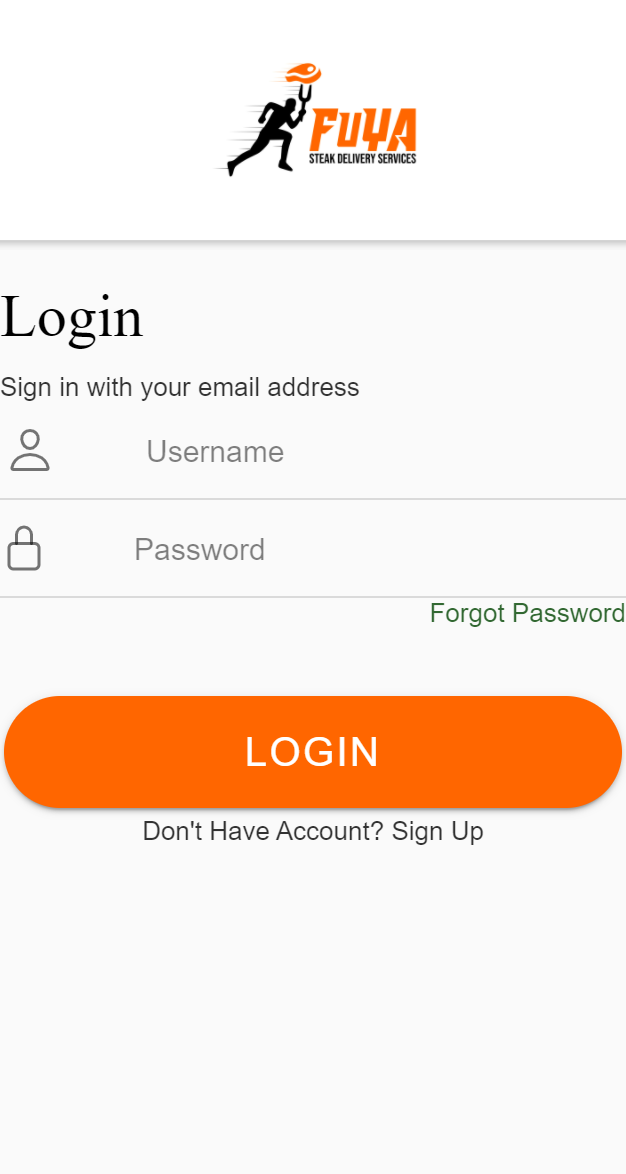 FUYA
STEAK DELIVERY SERVICES
Login
Sign in with your email address
Username
Password
Forgot Password
LOGIN
Don't Have Account? Sign Up